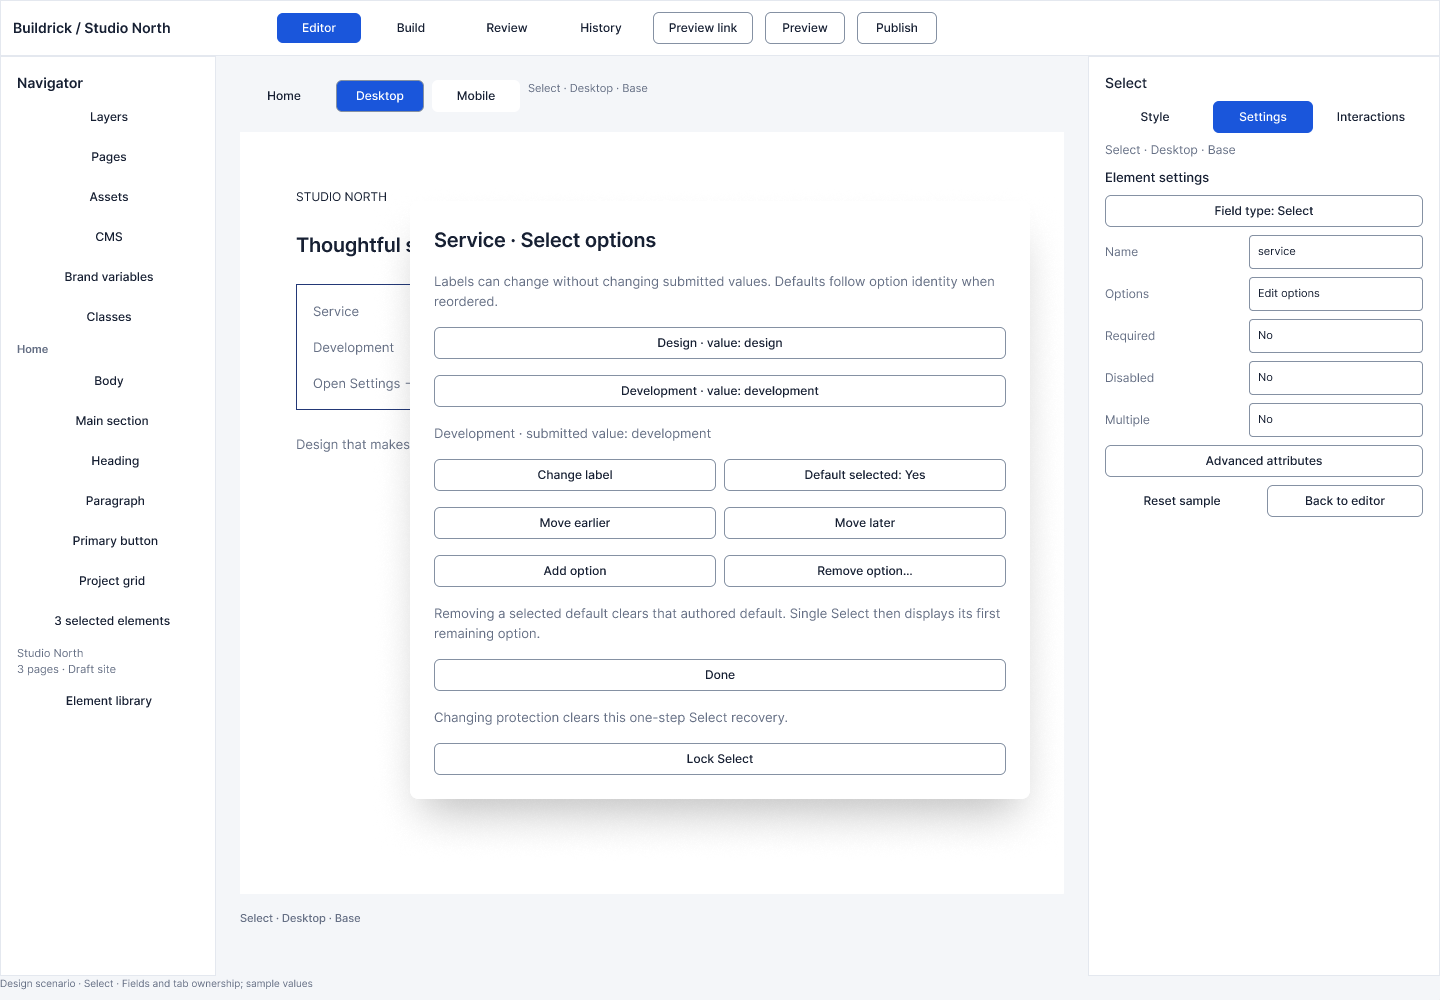 Buildrick / Studio North
Editor
Build
Review
History
Preview link
Preview
Publish
Navigator
Layers
Pages
Assets
CMS
Brand variables
Classes
Home
Body
Main section
Heading
Paragraph
Primary button
Project grid
3 selected elements
Studio North
3 pages · Draft site
Element library
Home
Desktop
Mobile
Select · Desktop · Base
STUDIO NORTH
Thoughtful s
Service
Development
Open Settings
Design that makes
Service · Select options
Labels can change without changing submitted values. Defaults follow option identity when
reordered.
Design · value: design
Development · value: development
Development · submitted value: development
Change label
Default selected: Yes
Move earlier
Move later
Add option
Remove option...
Removing a selected default clears that authored default. Single Select then displays its first
remaining option.
Done
Changing protection clears this one-step Select recovery.
Lock Select
Select · Desktop · Base
Select
Style
Settings
Interactions
Select · Desktop · Base
Element settings
Field type: Select
Name
service
Options
Edit options
Required
No
Disabled
No
Multiple
No
Advanced attributes
Reset sample
Back to editor
Design scenario · Select · Fields and tab ownership; sample values